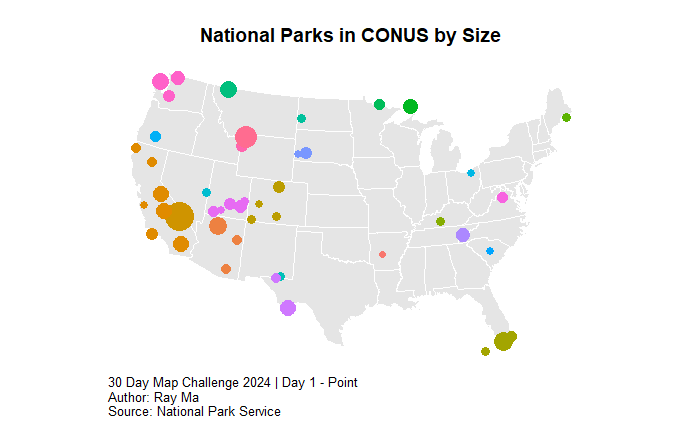 National Parks in CONUS by Size
30 Day Map Challenge 2024 | Day 1 - Point
Author: Ray Ma
Source: National Park Service